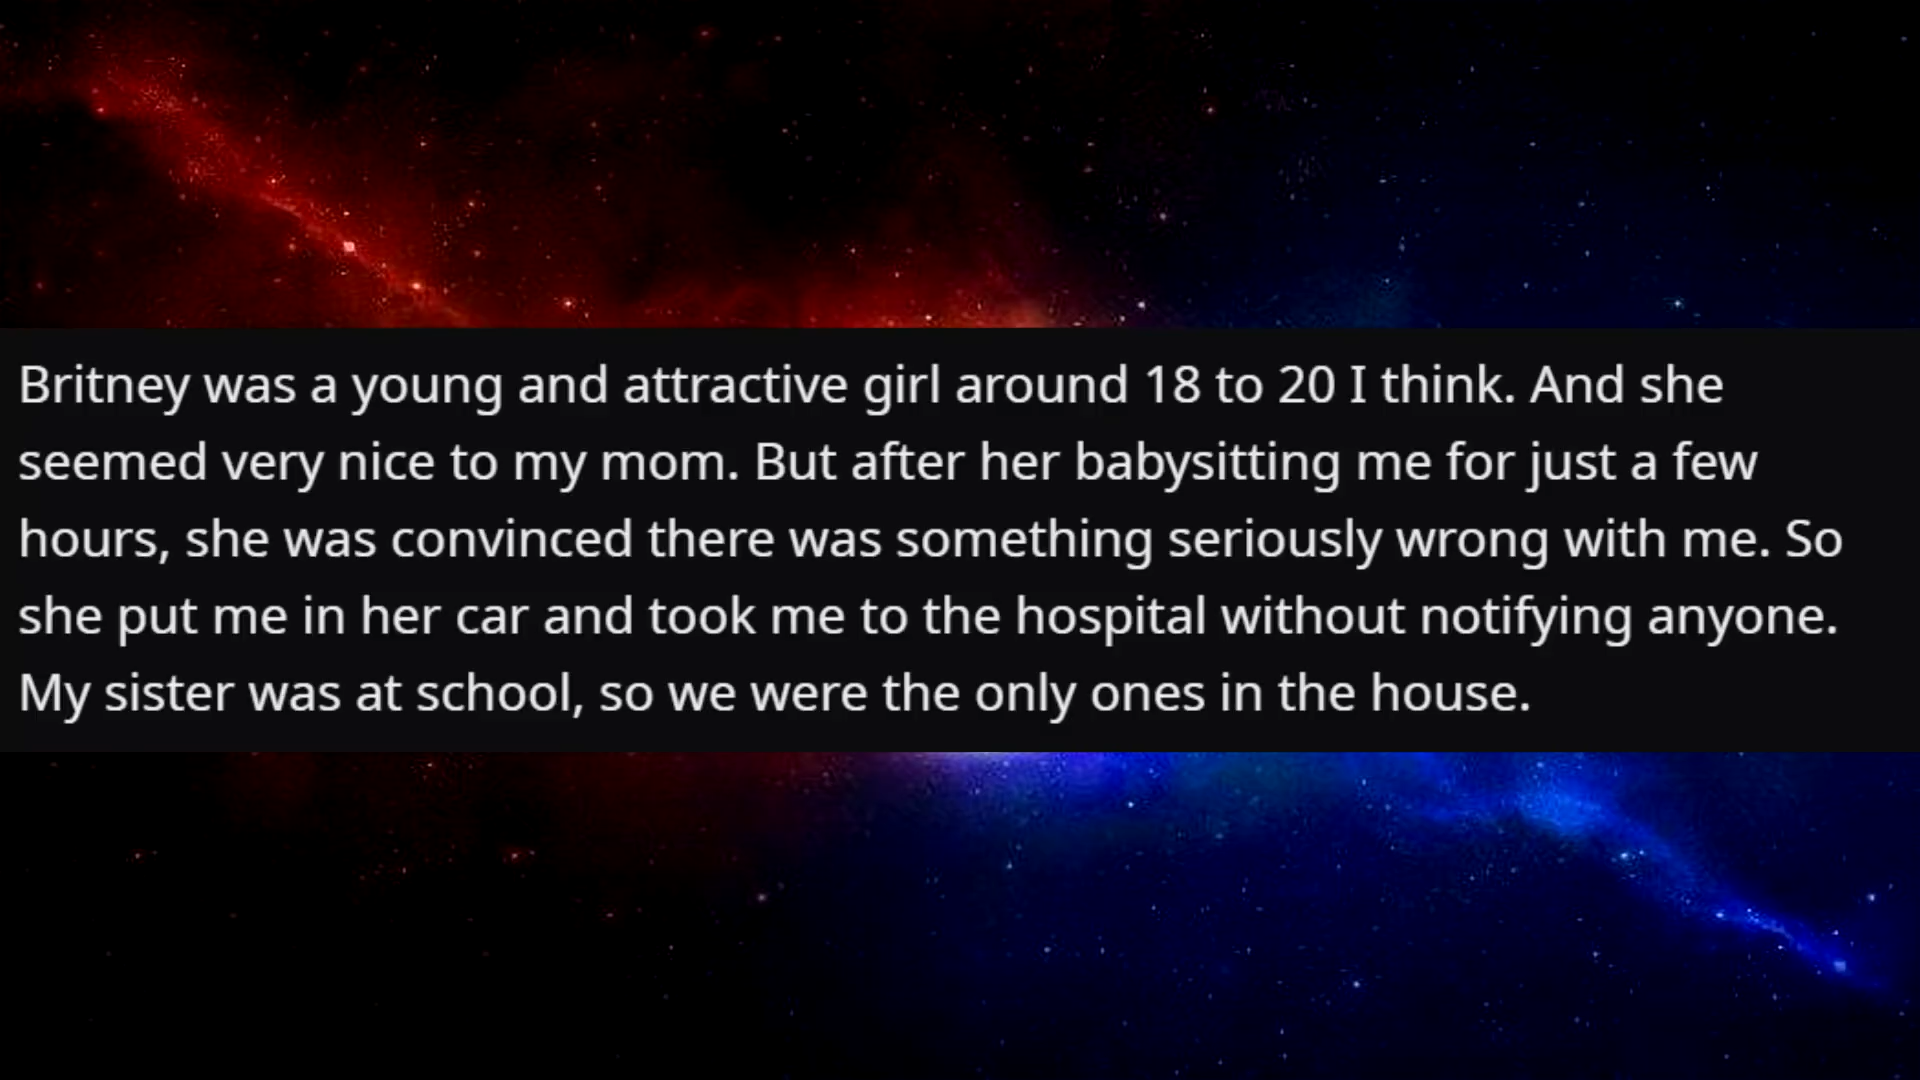 Britney was a young and attractive girl around 18 to 20 I think. And she
seemed very nice to my mom. But after her babysitting me for just a few
hours, she was convinced there was something seriously wrong with me. So
she put me in her car and took me to the hospital without notifying anyone.
My sister was at school, so we were the only ones in the house.